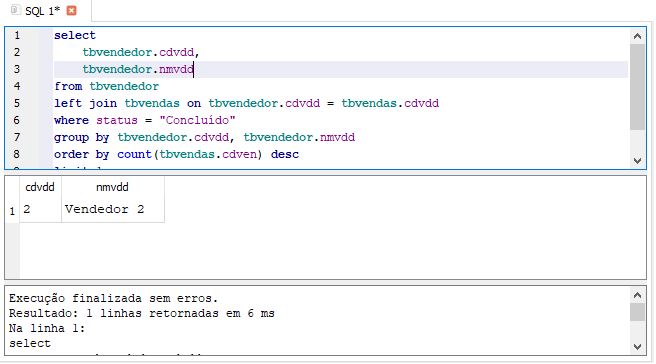 SQL 1*
1 select
2 tbvendedor.cdvdd,
3 tbvendedor.nmvdd
4 from tbvendedor
5 left join tbvendas on tbvendedor.cdvdd = tbvendas.cdvdd
6 where status = "Concluído"
7 group by tbvendedor.cdvdd, tbvendedor.nmvdd
8 order by count(tbvendas.cdven) desc
cdvdd nmvdd
1 2 Vendedor 2
Execução finalizada sem erros.
Resultado: 1 linhas retornadas em 6 ms
Na linha 1:
select